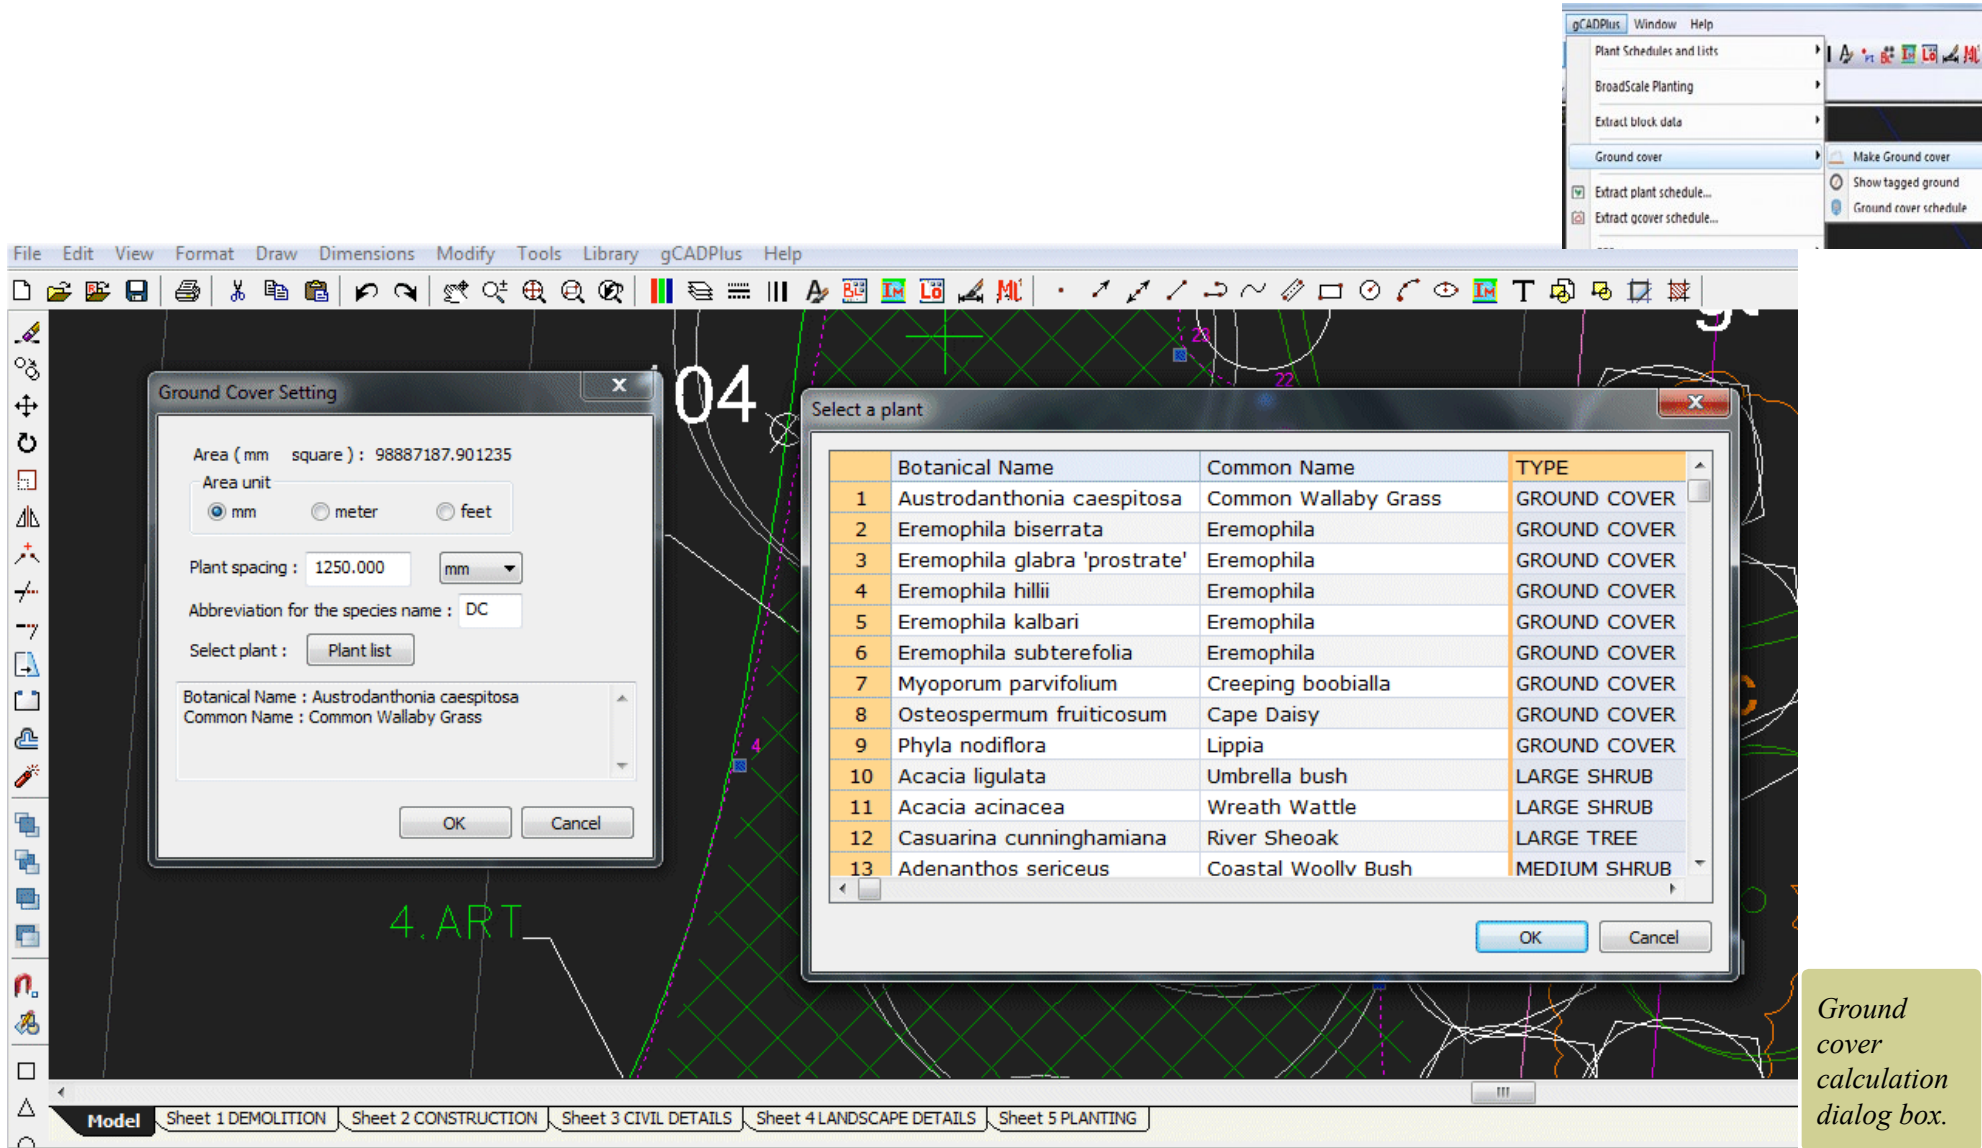 gCADPlus Window Help
Plant Schedules and Lists
BroadScale Planting
Extract block data
Ground cover
Make Ground cover
Show tagged ground
Ground cover schedule
Extract plant schedule...
Extract gcover schedule...
File Edit View Format Draw Dimensions Modify Tools Library gCADPlus Help
04
23
22
4
4.ART
Ground Cover Setting
Area ( mm square ) : 98887187.901235
Area unit
mm meter feet
Plant spacing : 1250.000 mm
Abbreviation for the species name : DC
Select plant : Plant list
Botanical Name : Austrodanthonia caespitosa
Common Name : Common Wallaby Grass
OK Cancel
Select a plant
Botanical Name Common Name TYPE
1 Austrodanthonia caespitosa Common Wallaby Grass GROUND COVER
2 Eremophila biserrata Eremophila GROUND COVER
3 Eremophila glabra 'prostrate' Eremophila GROUND COVER
4 Eremophila hillii Eremophila GROUND COVER
5 Eremophila kalbari Eremophila GROUND COVER
6 Eremophila subterefolia Eremophila GROUND COVER
7 Myoporum parvifolium Creeping boobialla GROUND COVER
8 Osteospermum fruiticosum Cape Daisy GROUND COVER
9 Phyla nodiflora Lippia GROUND COVER
10 Acacia ligulata Umbrella bush LARGE SHRUB
11 Acacia acinacea Wreath Wattle LARGE SHRUB
12 Casuarina cunninghamiana River Sheoak LARGE TREE
13 Adenanthos sericeus Coastal Woolly Bush MEDIUM SHRUB
OK Cancel
Model Sheet 1 DEMOLITION Sheet 2 CONSTRUCTION Sheet 3 CIVIL DETAILS Sheet 4 LANDSCAPE DETAILS Sheet 5 PLANTING
Ground
cover
calculation
dialog box.